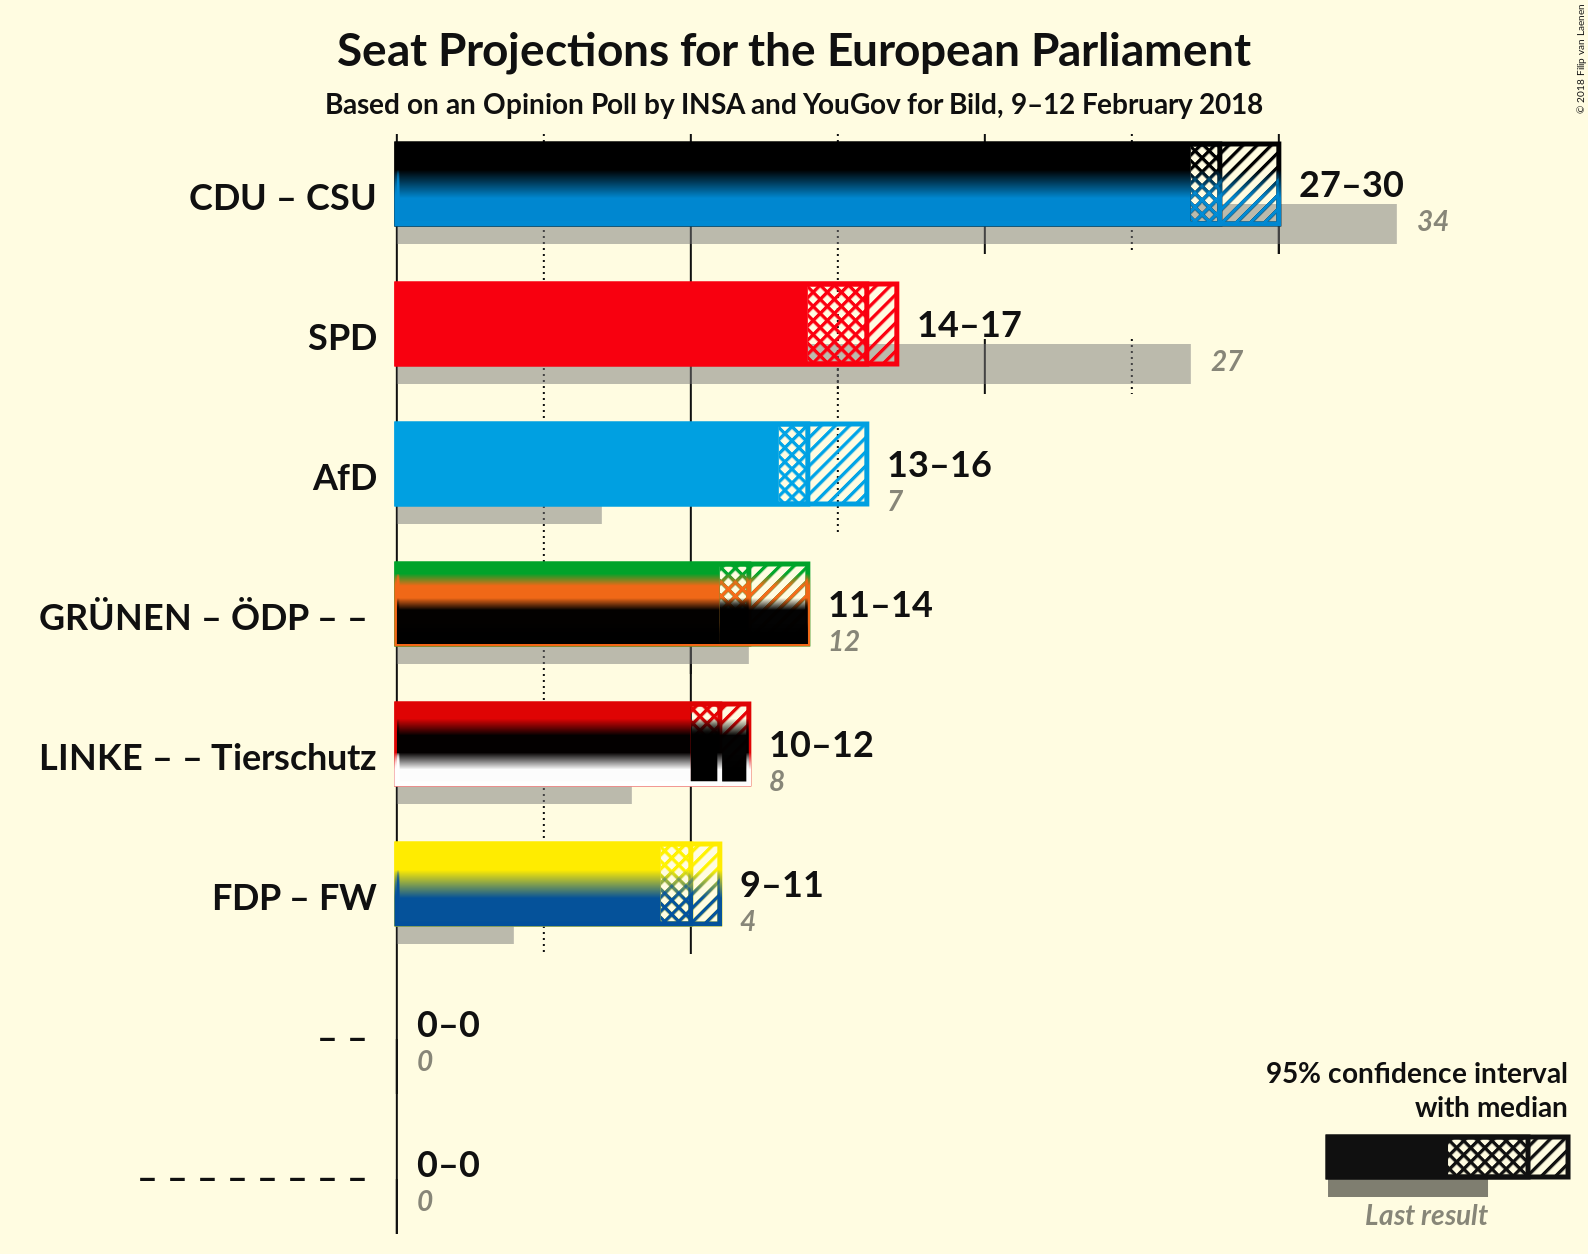 Seat Projections for the European Parliament
Based on an Opinion Poll by INSA and YouGov for Bild, 9–12 February 2018
© 2018 Filip van Laenen
CDU – CSU
27–30
34
SPD
14–17
27
AfD
13–16
7
GRÜNEN – ÖDP – –
11–14
12
LINKE – – Tierschutz
10–12
8
FDP – FW
9–11
4
– –
0–0
0
– – – – – – – –
0–0
0
95% confidence interval
with median
Last result